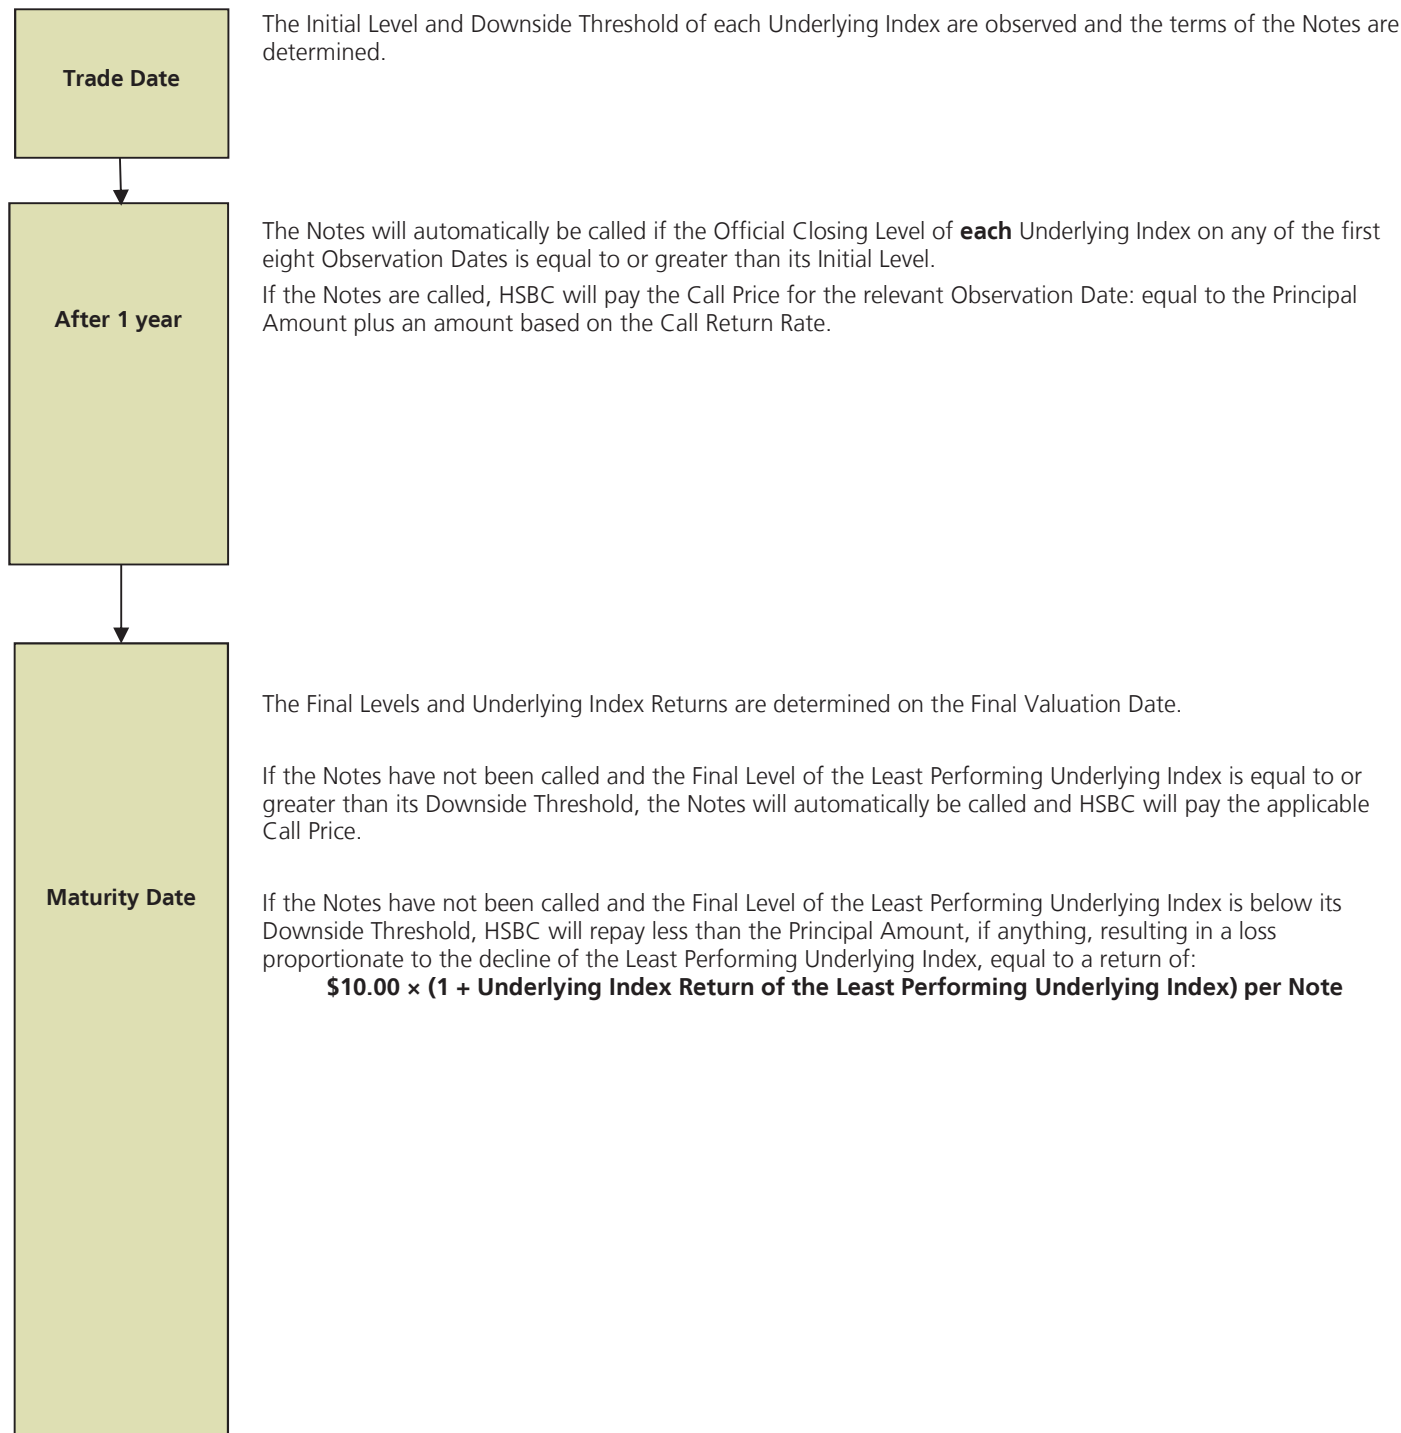 Trade Date
The Initial Level and Downside Threshold of each Underlying Index are observed and the terms of the Notes are
determined.
After 1 year
The Notes will automatically be called if the Official Closing Level of each Underlying Index on any of the first
eight Observation Dates is equal to or greater than its Initial Level.
If the Notes are called, HSBC will pay the Call Price for the relevant Observation Date: equal to the Principal
Amount plus an amount based on the Call Return Rate.
Maturity Date
The Final Levels and Underlying Index Returns are determined on the Final Valuation Date.
If the Notes have not been called and the Final Level of the Least Performing Underlying Index is equal to or
greater than its Downside Threshold, the Notes will automatically be called and HSBC will pay the applicable
Call Price.
If the Notes have not been called and the Final Level of the Least Performing Underlying Index is below its
Downside Threshold, HSBC will repay less than the Principal Amount, if anything, resulting in a loss
proportionate to the decline of the Least Performing Underlying Index, equal to a return of:
$10.00 × (1 + Underlying Index Return of the Least Performing Underlying Index) per Note